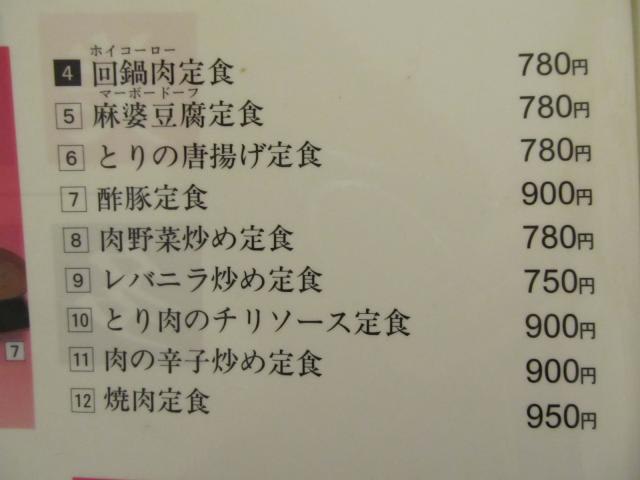 ホイコーロー
4 回鍋肉定食 780円
マーボードーフ
5 麻婆豆腐定食 780円
6 とりの唐揚げ定食 780円
7 酢豚定食 900円
8 肉野菜炒め定食 780円
9 レバニラ炒め定食 750円
10 とり肉のチリソース定食 900円
11 肉の辛子炒め定食 900円
12 焼肉定食 950円
7